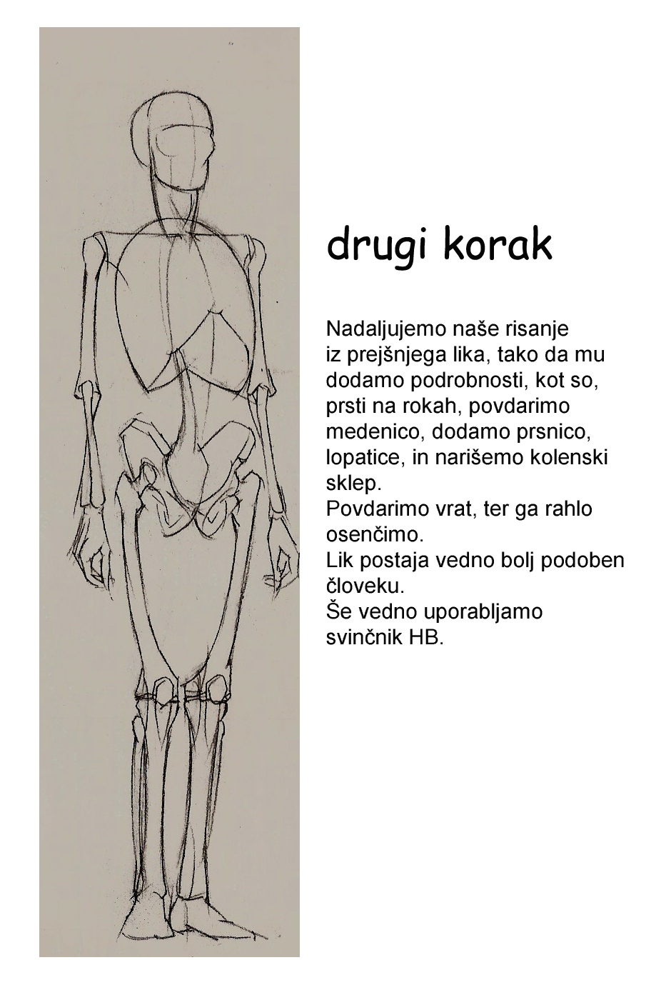 drugi korak
Nadaljujemo naše risanje
iz prejšnjega lika, tako da mu
dodamo podrobnosti, kot so,
prsti na rokah, povdarimo
medenico, dodamo prsnico,
lopatice, in narišemo kolenski
sklep.
Povdarimo vrat, ter ga rahlo
osenčimo.
Lik postaja vedno bolj podoben
človeku.
Še vedno uporabljamo
svinčnik HB.